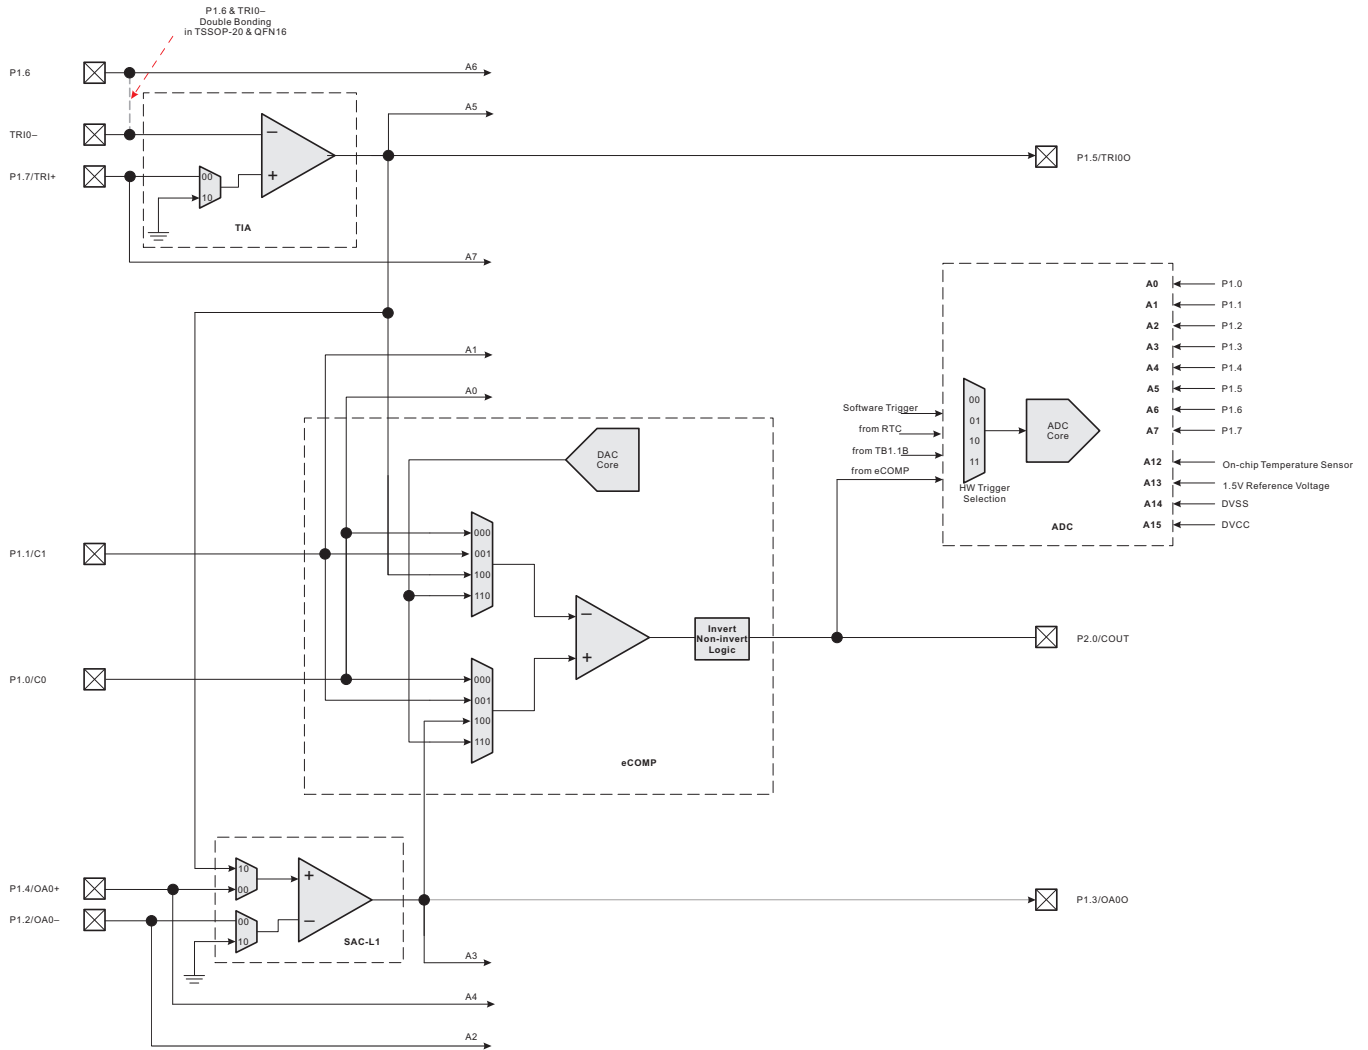 P1.6 & TRI0–
Double Bonding
in TSSOP-20 & QFN16
P1.6
A6
A5
TRI0–
–
P1.5/TRI0O
P1.7/TRI+
00
+
10
TIA
A7
A0
P1.0
A1
P1.1
A2
P1.2
A3
P1.3
A4
P1.4
A5
P1.5
A6
P1.6
A7
P1.7
A12
On-chip Temperature Sensor
A13
1.5V Reference Voltage
A14
DVSS
A15
DVCC
Software Trigger
from RTC
from TB1.1B
from eCOMP
00
01
10
11
HW Trigger
Selection
ADC
Core
ADC
A1
A0
DAC
Core
P1.1/C1
000
001
100
110
–
+
Invert
Non-invert
Logic
P2.0/COUT
P1.0/C0
000
001
100
110
eCOMP
P1.4/OA0+
10
00
+
P1.2/OA0–
00
10
–
SAC-L1
P1.3/OA0O
A3
A4
A2